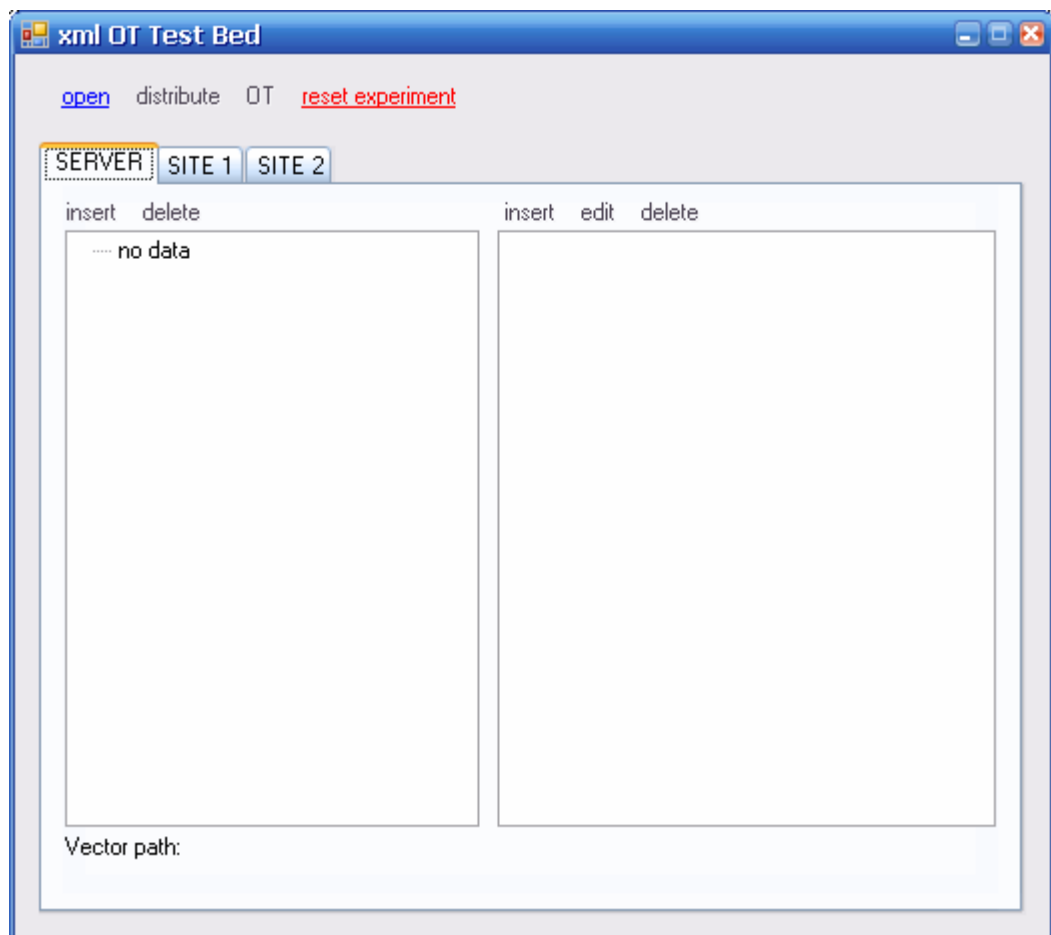 xml OT Test Bed
open distribute OT reset experiment
SERVER SITE 1 SITE 2
insert delete insert edit delete
no data
Vector path: